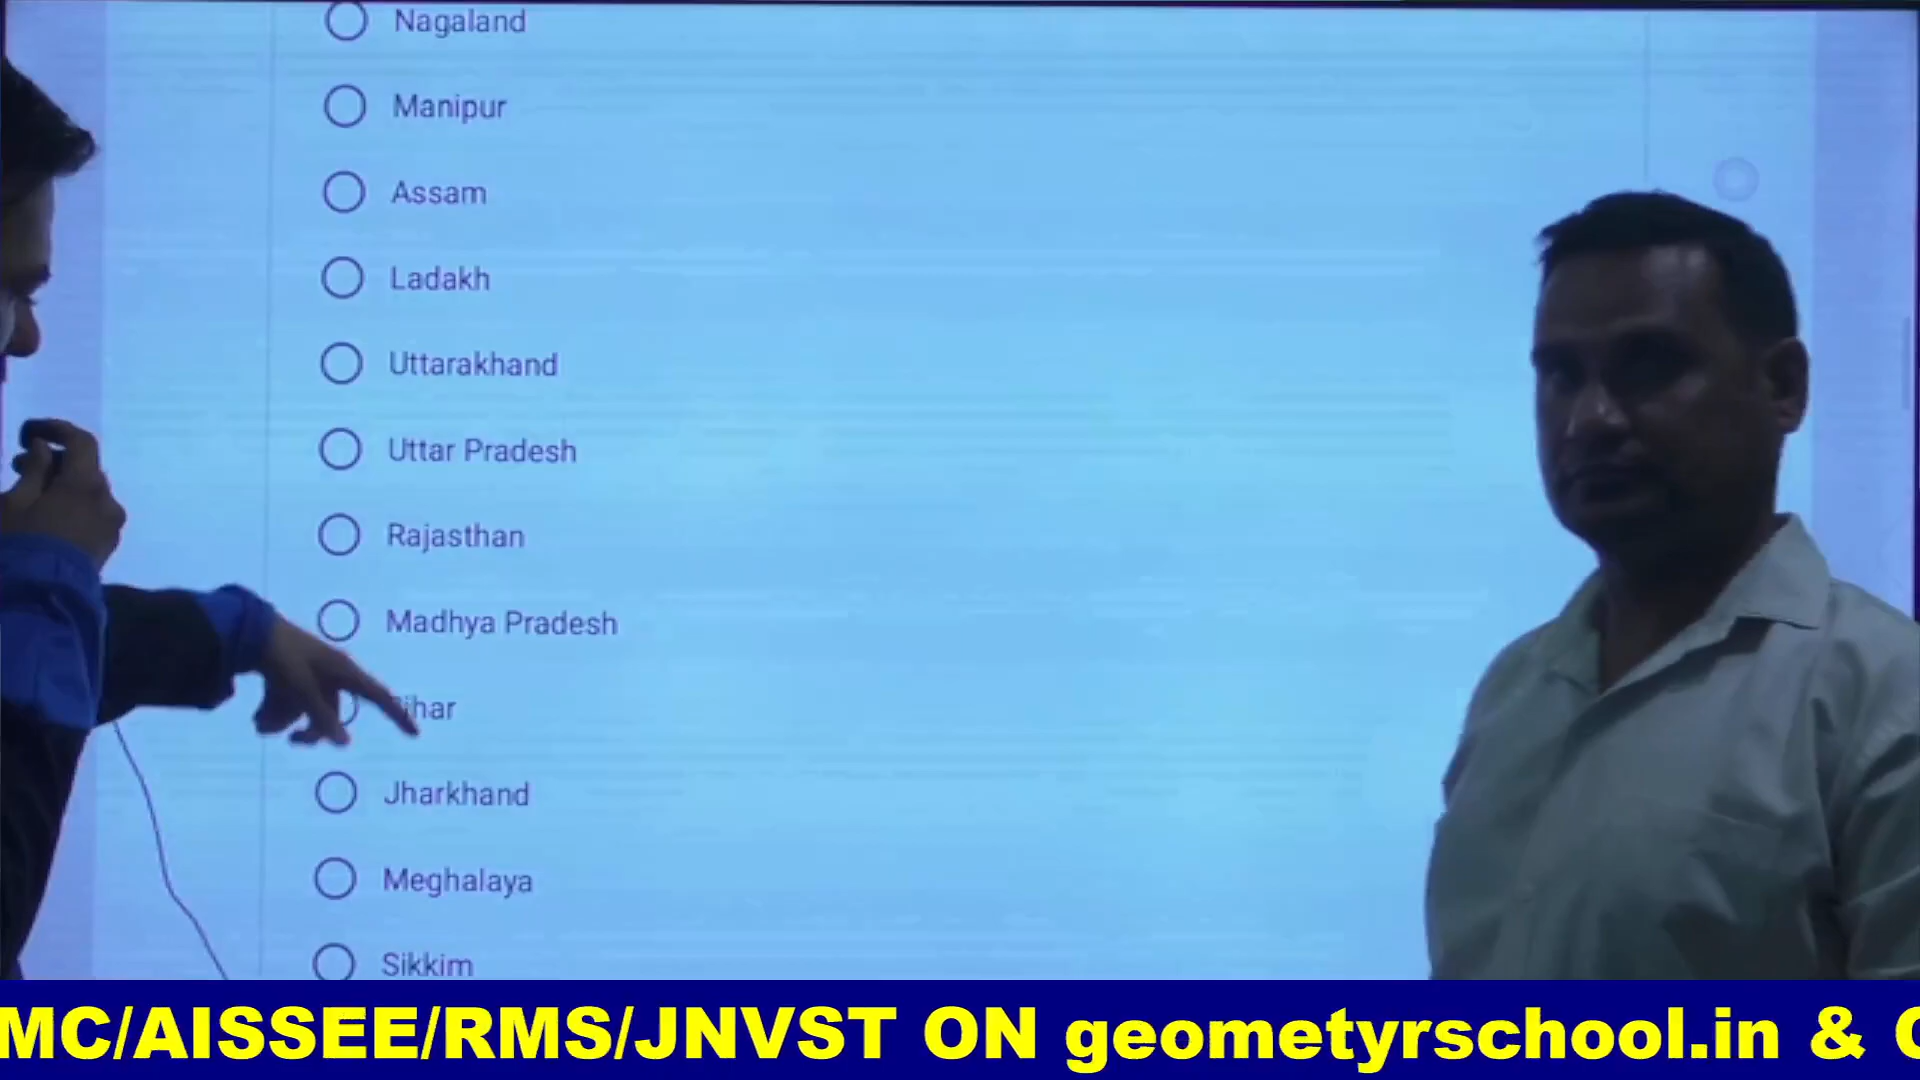 Nagaland
Manipur
Assam
Ladakh
Uttarakhand
Uttar Pradesh
Rajasthan
Madhya Pradesh
Jharkhand
Meghalaya
Sikkim
MC/AISSEE/RMS/JNVST ON geometyrschool.in &